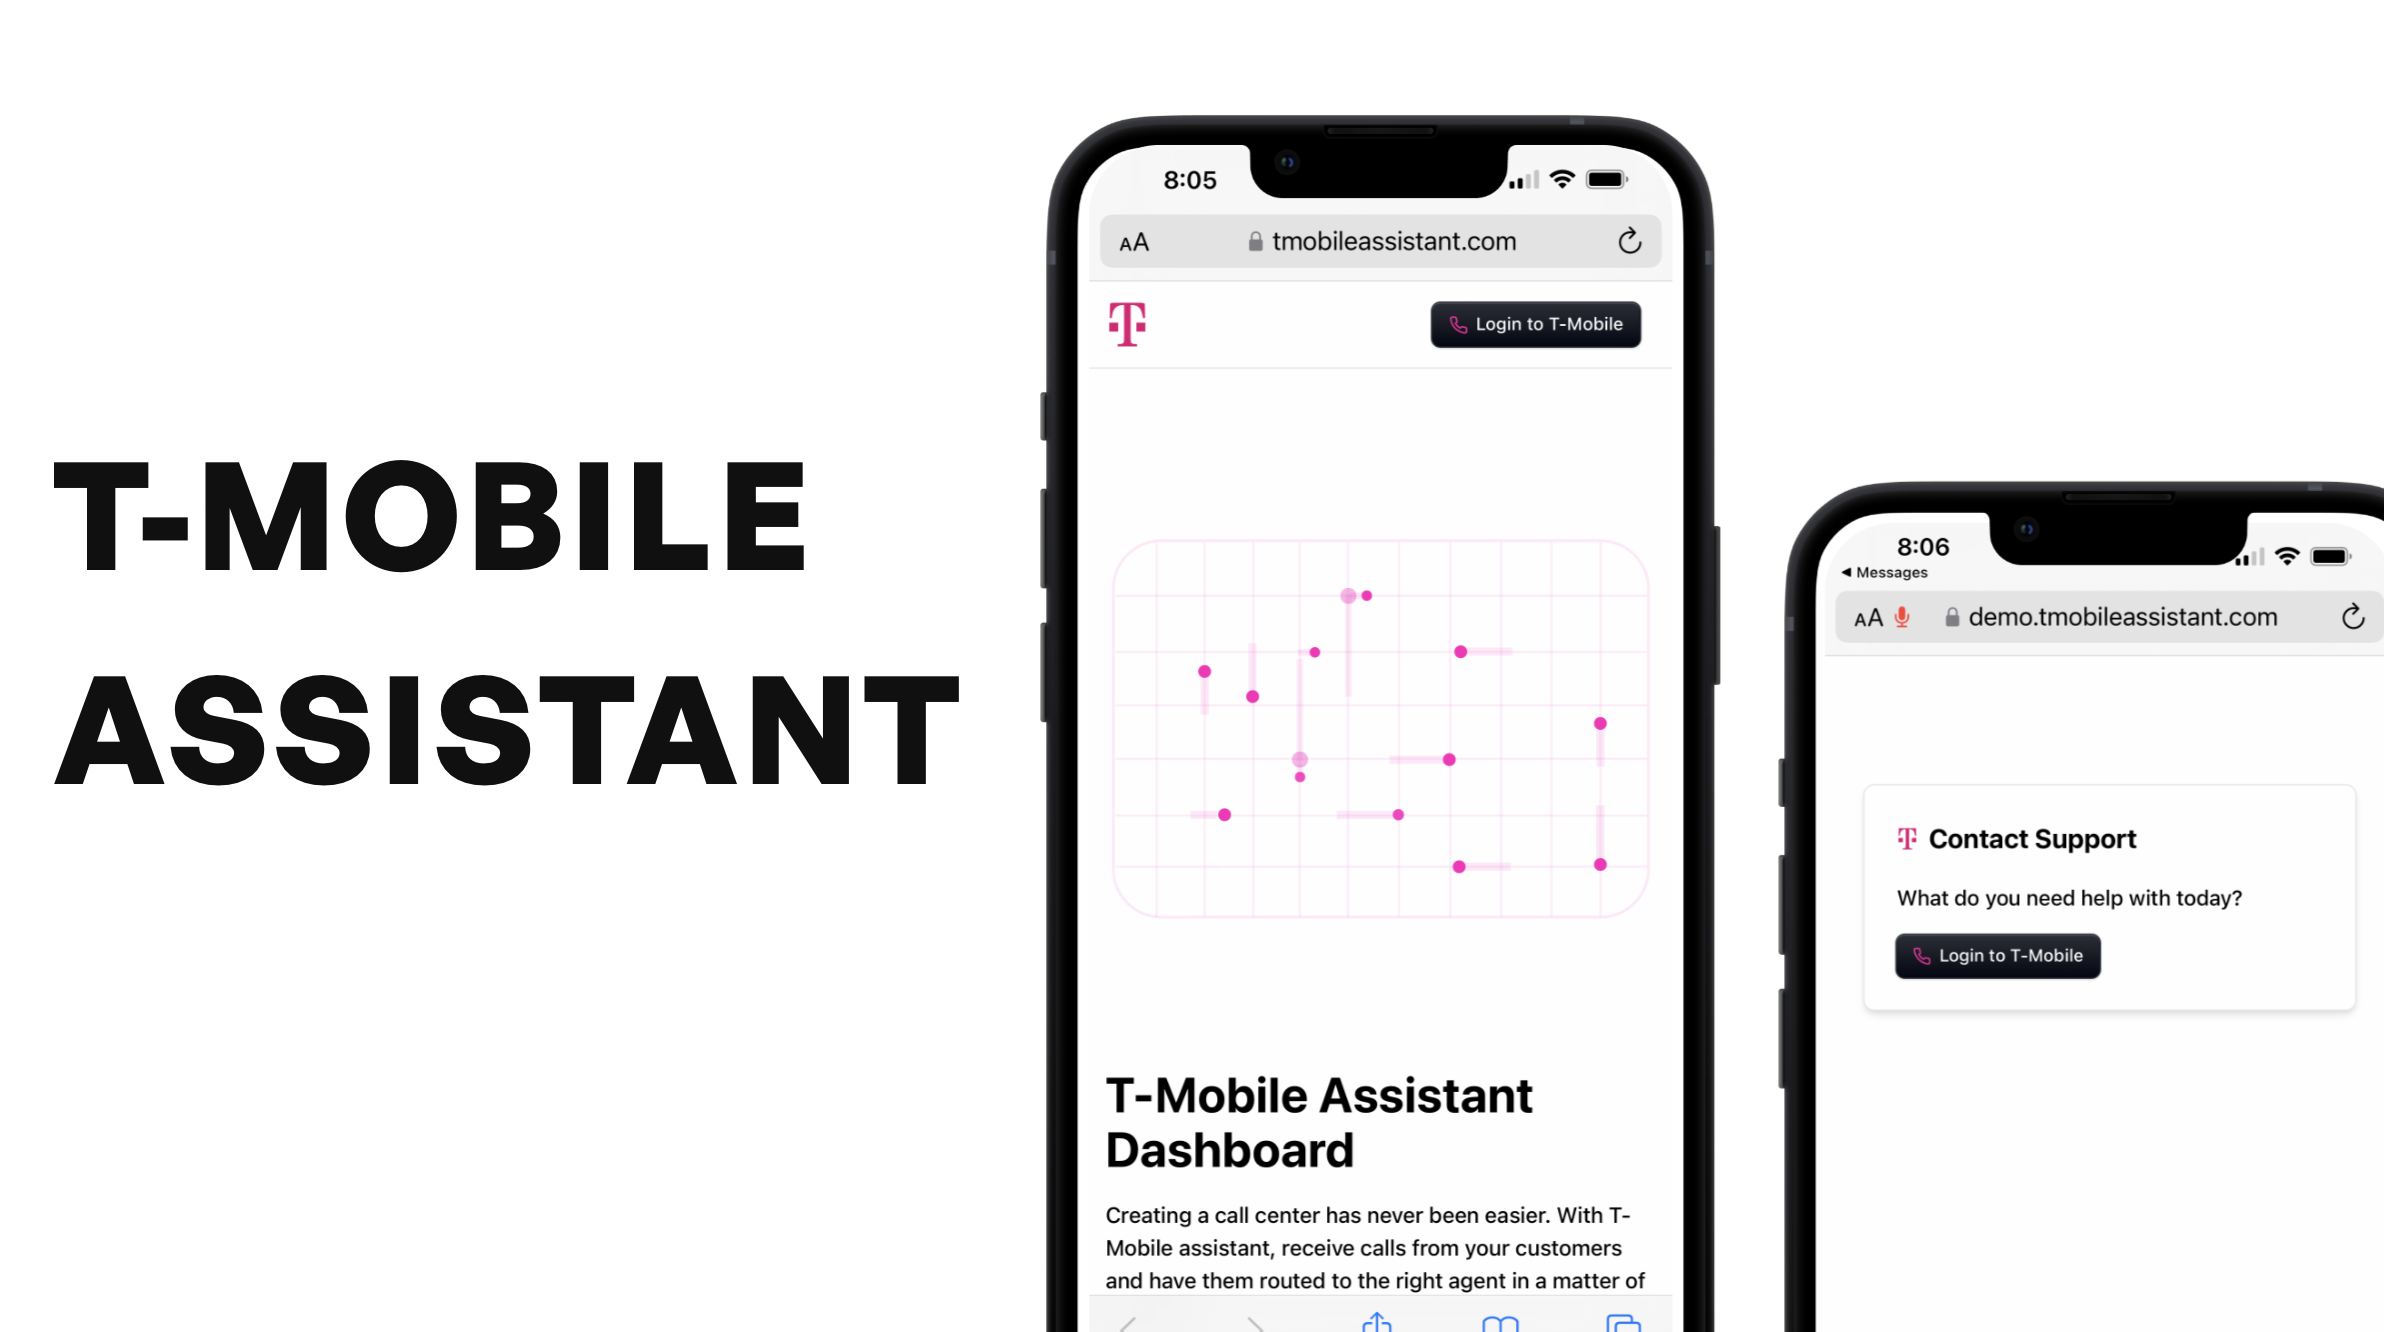 T-MOBILE
ASSISTANT
8:05
AA
tmobileassistant.com
T
Login to T-Mobile
T-Mobile Assistant
Dashboard
Creating a call center has never been easier. With T-
Mobile assistant, receive calls from your customers
and have them routed to the right agent in a matter of
8:06
◀ Messages
AA
demo.tmobileassistant.com
T Contact Support
What do you need help with today?
Login to T-Mobile